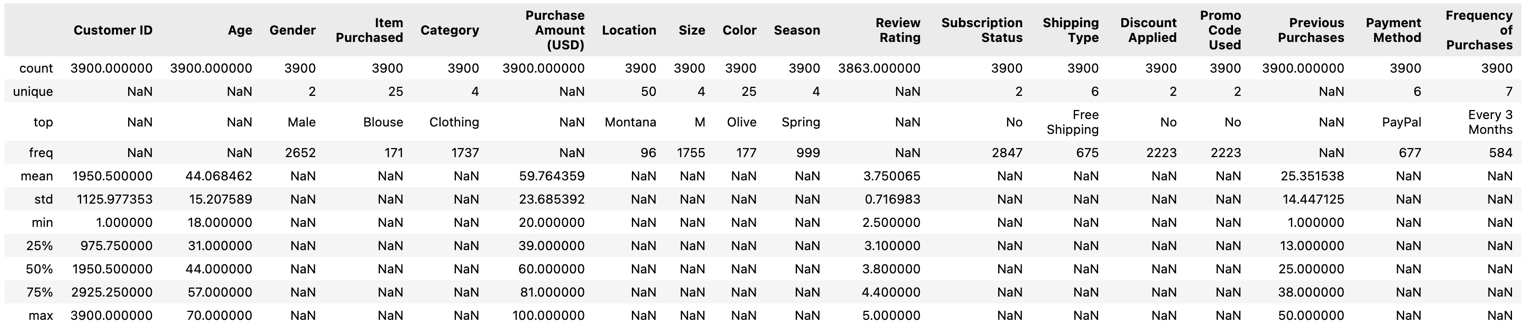 Customer ID Age Gender Item Purchased Category Purchase Amount (USD) Location Size Color Season Review Rating Subscription Status Shipping Type Discount Applied Promo Code Used Previous Purchases Payment Method Frequency of Purchases
count 3900.000000 3900.000000 3900 3900 3900 3900.000000 3900 3900 3900 3900 3863.000000 3900 3900 3900 3900 3900.000000 3900 3900
unique NaN NaN 2 25 4 NaN 50 4 25 4 NaN 2 6 2 2 NaN 6 7
top NaN NaN Male Blouse Clothing NaN Montana M Olive Spring NaN No Free Shipping No No NaN PayPal Every 3 Months
freq NaN NaN 2652 171 1737 NaN 96 1755 177 999 NaN 2847 675 2223 2223 NaN 677 584
mean 1950.500000 44.068462 NaN NaN NaN 59.764359 NaN NaN NaN NaN 3.750065 NaN NaN NaN NaN 25.351538 NaN NaN
std 1125.977353 15.207589 NaN NaN NaN 23.685392 NaN NaN NaN NaN 0.716983 NaN NaN NaN NaN 14.447125 NaN NaN
min 1.000000 18.000000 NaN NaN NaN 20.000000 NaN NaN NaN NaN 2.500000 NaN NaN NaN NaN 1.000000 NaN NaN
25% 975.750000 31.000000 NaN NaN NaN 39.000000 NaN NaN NaN NaN 3.100000 NaN NaN NaN NaN 13.000000 NaN NaN
50% 1950.500000 44.000000 NaN NaN NaN 60.000000 NaN NaN NaN NaN 3.800000 NaN NaN NaN NaN 25.000000 NaN NaN
75% 2925.250000 57.000000 NaN NaN NaN 81.000000 NaN NaN NaN NaN 4.400000 NaN NaN NaN NaN 38.000000 NaN NaN
max 3900.000000 70.000000 NaN NaN NaN 100.000000 NaN NaN NaN NaN 5.000000 NaN NaN NaN NaN 50.000000 NaN NaN